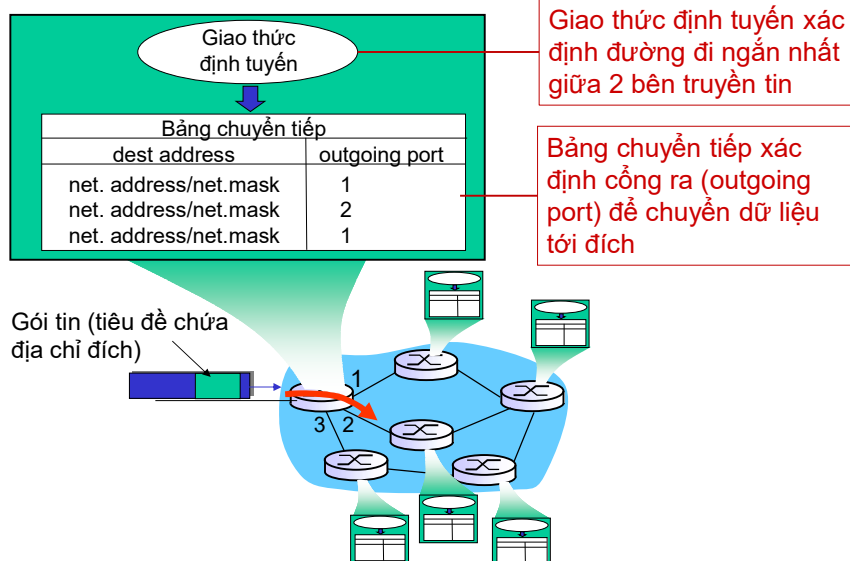 Giao thức
định tuyến
Giao thức định tuyến xác
định đường đi ngắn nhất
giữa 2 bên truyền tin
Bảng chuyển tiếp
dest address outgoing port
net. address/net.mask 1
net. address/net.mask 2
net. address/net.mask 1
Bảng chuyển tiếp xác
định cổng ra (outgoing
port) để chuyển dữ liệu
tới đích
Gói tin (tiêu đề chứa
địa chỉ đích)
1
3 2